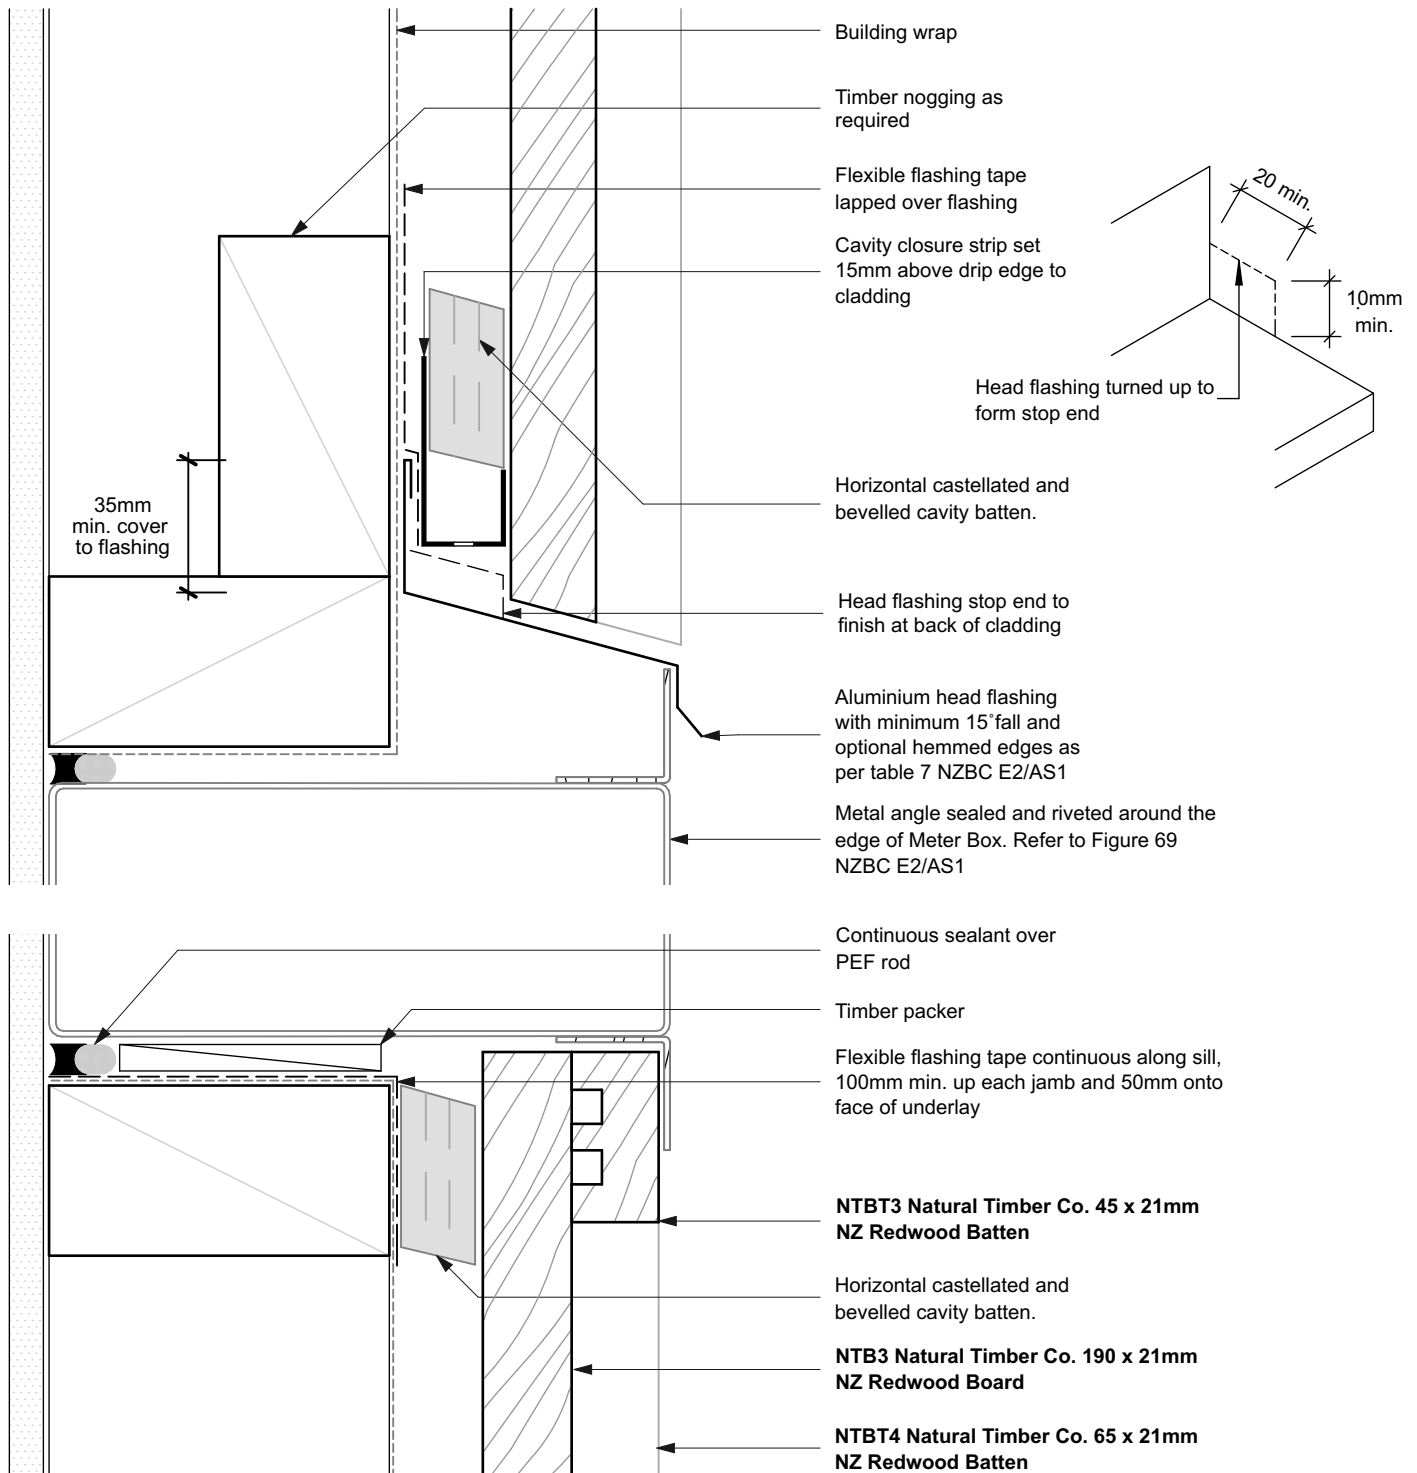 Building wrap
Timber nogging as
required
Flexible flashing tape
lapped over flashing
Cavity closure strip set
15mm above drip edge to
cladding
20 min.
10mm
min.
Head flashing turned up to
form stop end
35mm
min. cover
to flashing
Horizontal castellated and
bevelled cavity batten.
Head flashing stop end to
finish at back of cladding
Aluminium head flashing
with minimum 15°fall and
optional hemmed edges as
per table 7 NZBC E2/AS1
Metal angle sealed and riveted around the
edge of Meter Box. Refer to Figure 69
NZBC E2/AS1
Continuous sealant over
PEF rod
Timber packer
Flexible flashing tape continuous along sill,
100mm min. up each jamb and 50mm onto
face of underlay
NTBT3 Natural Timber Co. 45 x 21mm
NZ Redwood Batten
Horizontal castellated and
bevelled cavity batten.
NTB3 Natural Timber Co. 190 x 21mm
NZ Redwood Board
NTBT4 Natural Timber Co. 65 x 21mm
NZ Redwood Batten